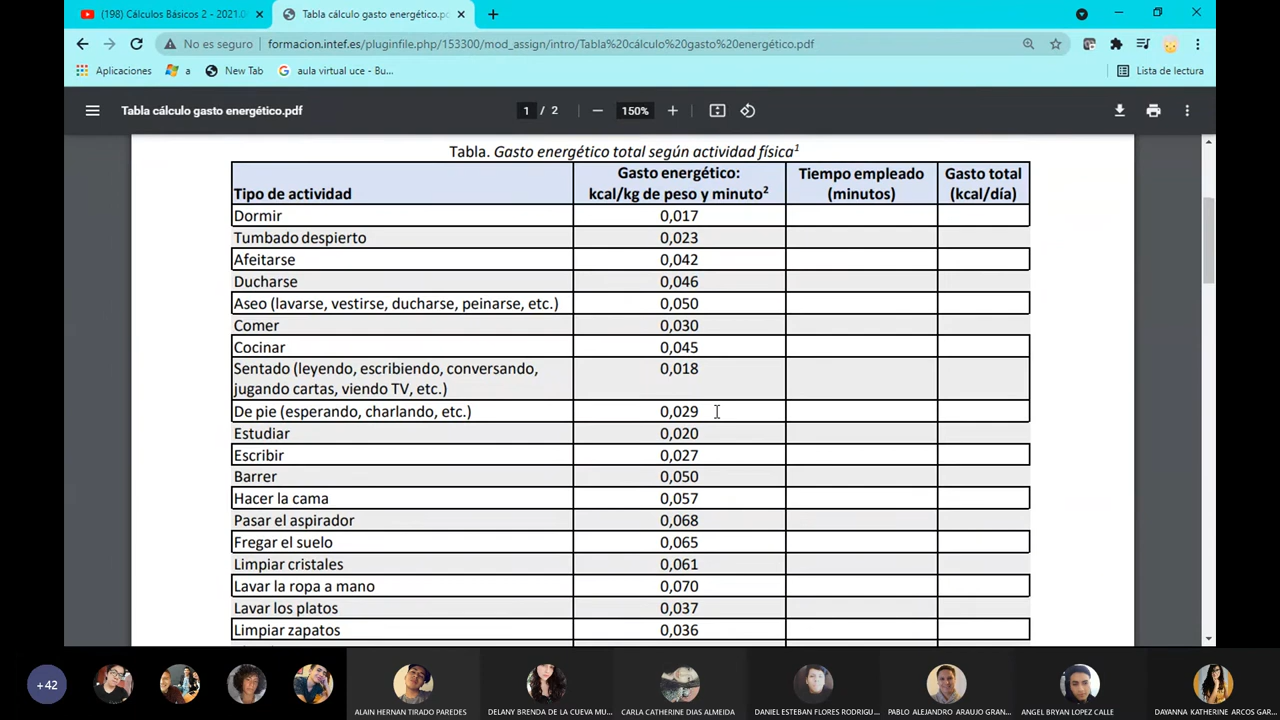 (198) Cálculos Básicos 2 - 2021.0
Tabla cálculo gasto energético.pd
No es seguro
formacion.intef.es/pluginfile.php/153300/mod_assign/intro/Tabla%20cálculo%20gasto%20energético.pdf
Aplicaciones
a
New Tab
aula virtual uce - Bu...
Lista de lectura
Tabla cálculo gasto energético.pdf
1 / 2
150%
Tabla. Gasto energético total según actividad física1
Tipo de actividad
Gasto energético:
kcal/kg de peso y minuto2
Tiempo empleado
(minutos)
Gasto total
(kcal/día)
Dormir 0,017
Tumbado despierto 0,023
Afeitarse 0,042
Ducharse 0,046
Aseo (lavarse, vestirse, ducharse, peinarse, etc.) 0,050
Comer 0,030
Cocinar 0,045
Sentado (leyendo, escribiendo, conversando, 0,018
jugando cartas, viendo TV, etc.)
De pie (esperando, charlando, etc.) 0,029
Estudiar 0,020
Escribir 0,027
Barrer 0,050
Hacer la cama 0,057
Pasar el aspirador 0,068
Fregar el suelo 0,065
Limpiar cristales 0,061
Lavar la ropa a mano 0,070
Lavar los platos 0,037
Limpiar zapatos 0,036
+42
ALAIN HERNAN TIRADO PAREDES
DELANY BRENDA DE LA CUEVA MU...
CARLA CATHERINE DIAS ALMEIDA
DANIEL ESTEBAN FLORES RODRIGU...
PABLO ALEJANDRO ARAUJO GRAN...
ANGEL BRYAN LOPEZ CALLE
DAYANNA KATHERINE ARCOS GAR...